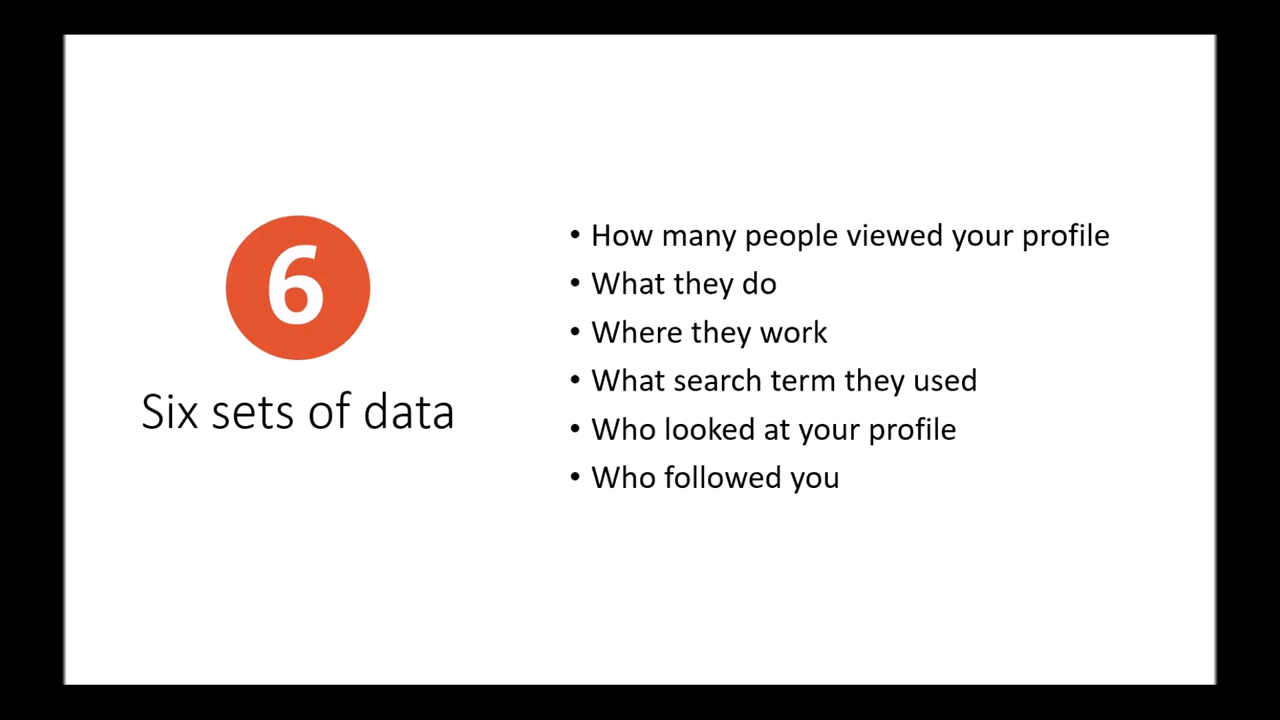 6
Six sets of data
• How many people viewed your profile
• What they do
• Where they work
• What search term they used
• Who looked at your profile
• Who followed you